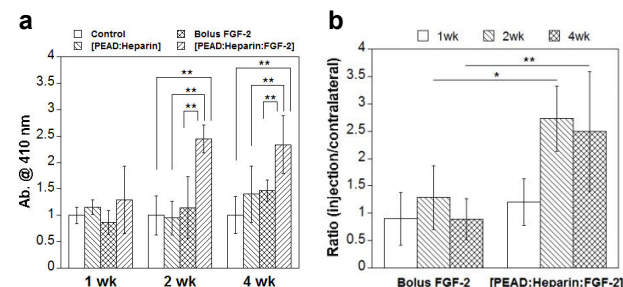 a
Control
Bolus FGF-2
[PEAD:Heparin]
[PEAD:Heparin:FGF-2]
Ab. @ 410 nm
4
3.5
3
2.5
2
1.5
1
0.5
0
**
**
**
**
**
**
1 wk
2 wk
4 wk
b
1wk
2wk
4wk
Ratio (injection/contralateral)
4
3.5
3
2.5
2
1.5
1
0.5
0
**
*
Bolus FGF-2
[PEAD:Heparin:FGF-2]